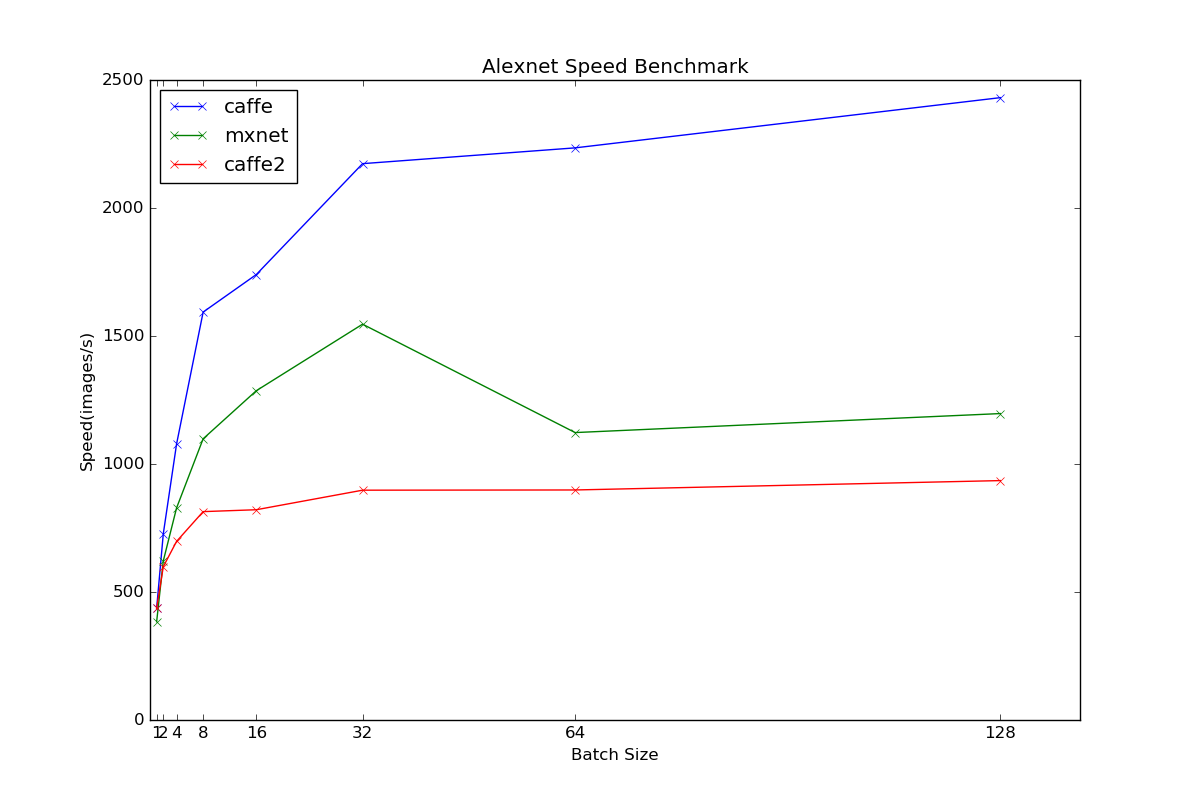 Alexnet Speed Benchmark
2500
caffe
mxnet
caffe2
2000
1500
Speed(images/s)
1000
500
0
1 2 4 8 16 32 64 128
Batch Size